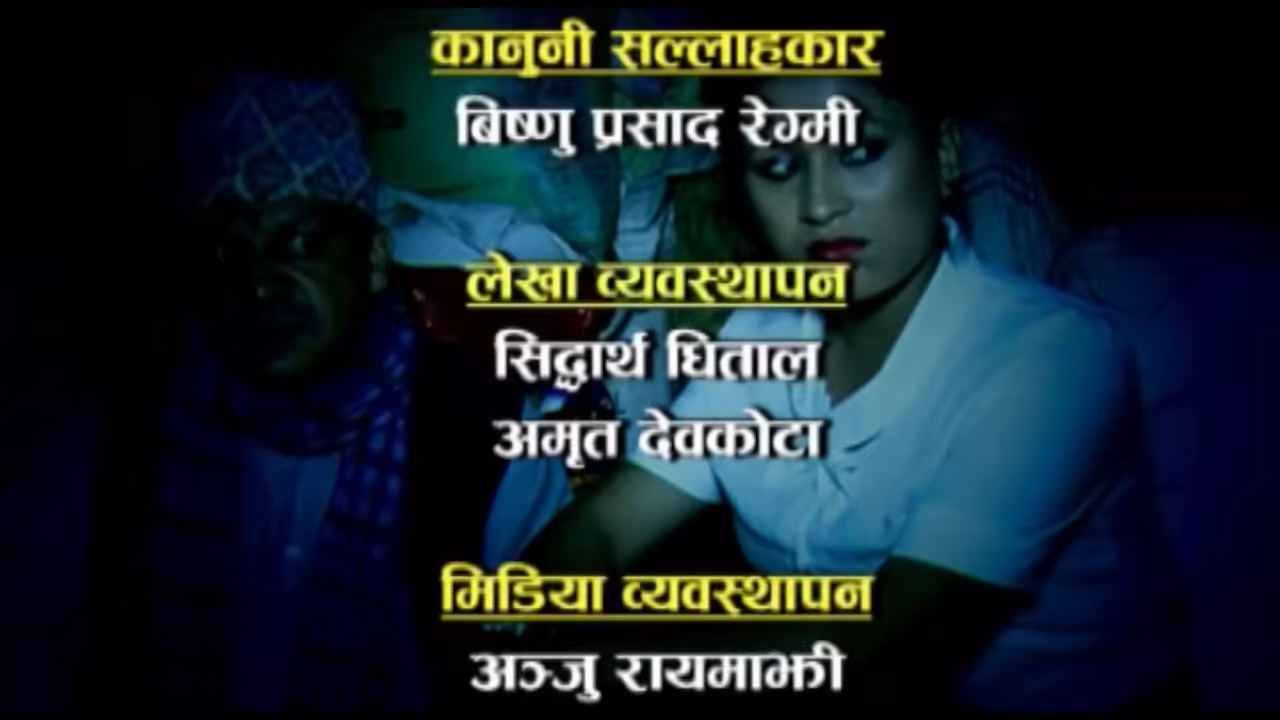 कानुनी सल्लाहकार
बिष्णु प्रसाद रेग्मी
लेखा व्यवस्थापन
सिद्धार्थ घिताल
अमृत देवकोटा
मिडिया व्यवस्थापन
अञ्जु रायमाझी